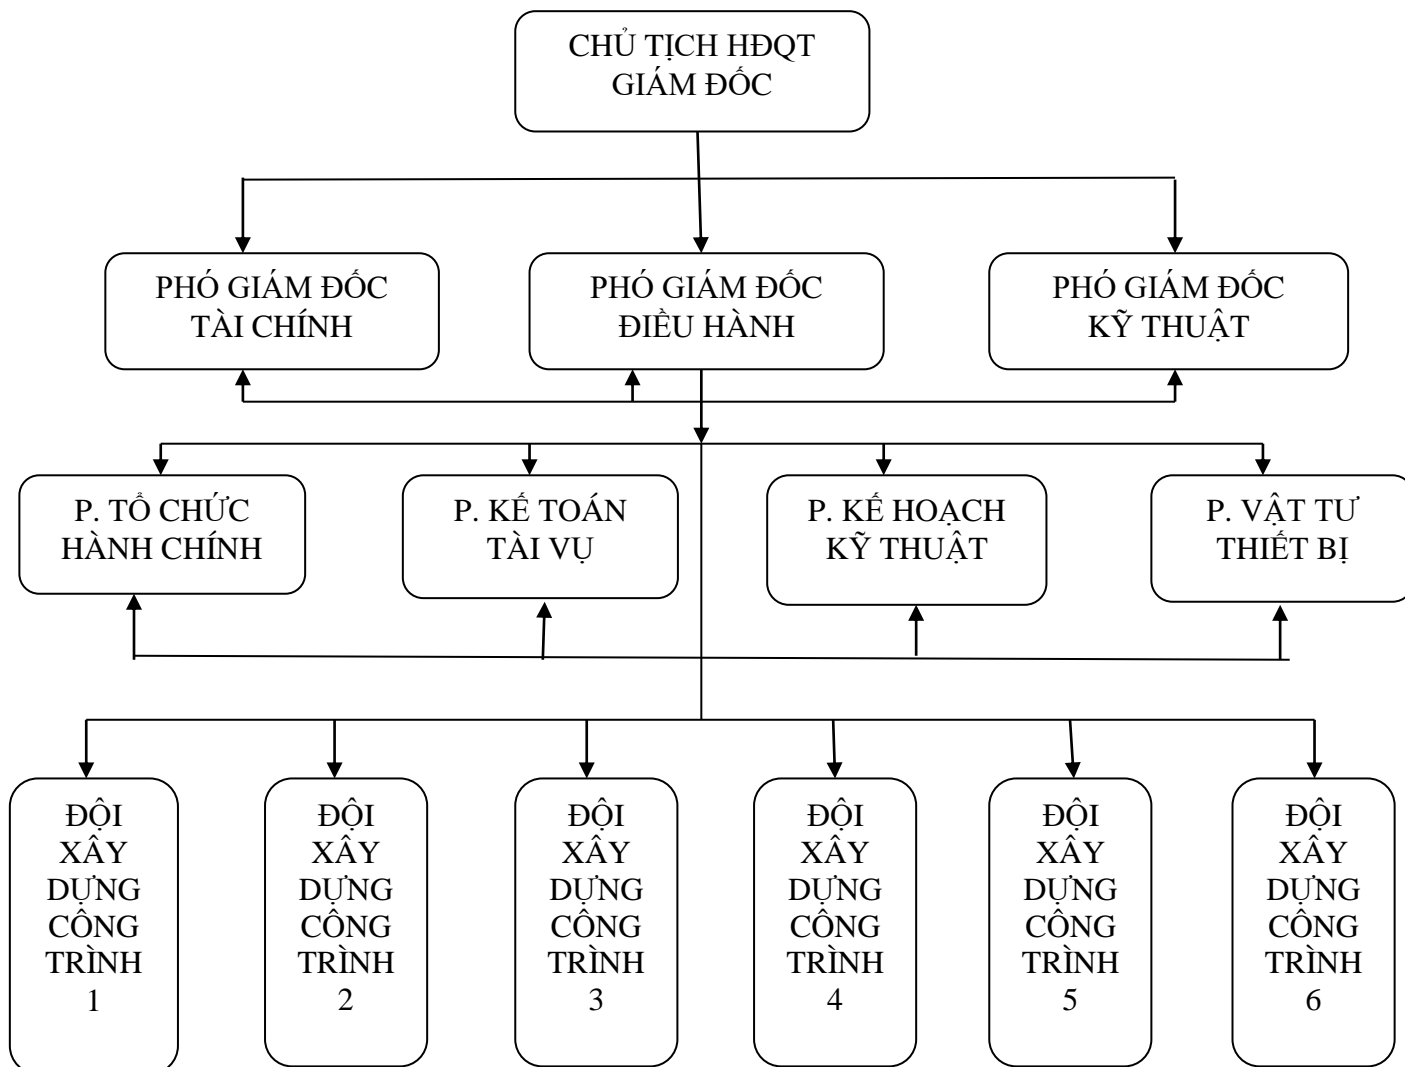 CHỦ TỊCH HĐQT
GIÁM ĐỐC
PHÓ GIÁM ĐỐC
TÀI CHÍNH
PHÓ GIÁM ĐỐC
ĐIỀU HÀNH
PHÓ GIÁM ĐỐC
KỸ THUẬT
P. TỔ CHỨC
HÀNH CHÍNH
P. KẾ TOÁN
TÀI VỤ
P. KẾ HOẠCH
KỸ THUẬT
P. VẬT TƯ
THIẾT BỊ
ĐỘI
XÂY
DỰNG
CÔNG
TRÌNH
1
ĐỘI
XÂY
DỰNG
CÔNG
TRÌNH
2
ĐỘI
XÂY
DỰNG
CÔNG
TRÌNH
3
ĐỘI
XÂY
DỰNG
CÔNG
TRÌNH
4
ĐỘI
XÂY
DỰNG
CÔNG
TRÌNH
5
ĐỘI
XÂY
DỰNG
CÔNG
TRÌNH
6